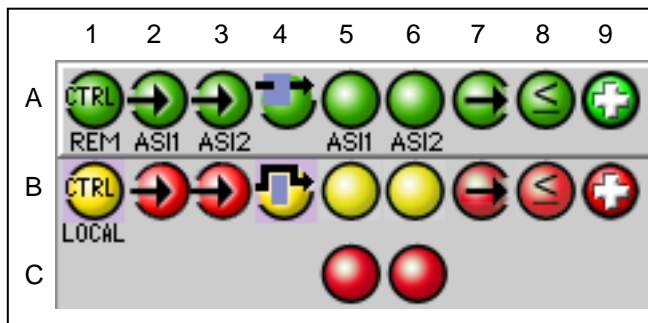 1 2 3 4 5 6 7 8 9
A CTRL ≤
REM ASI1 ASI2 ASI1 ASI2
B CTRL ≤
LOCAL
C